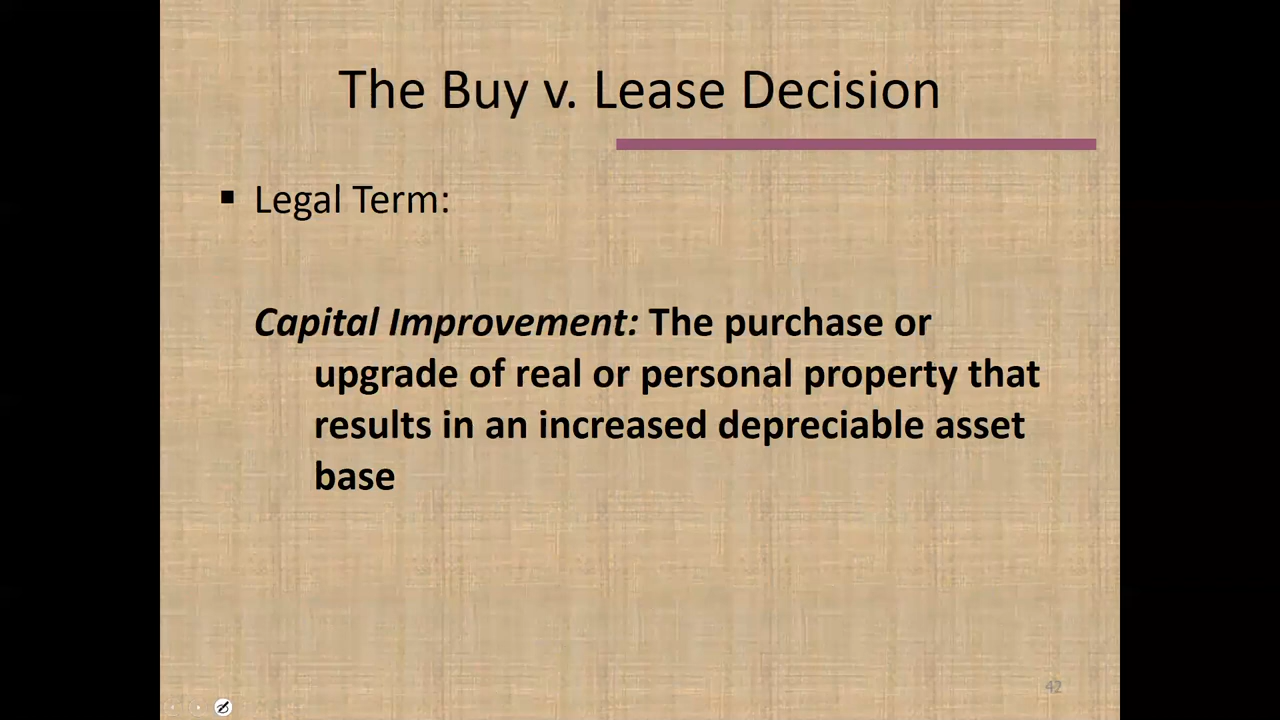 The Buy v. Lease Decision
▪ Legal Term:
Capital Improvement: The purchase or
upgrade of real or personal property that
results in an increased depreciable asset
base
42